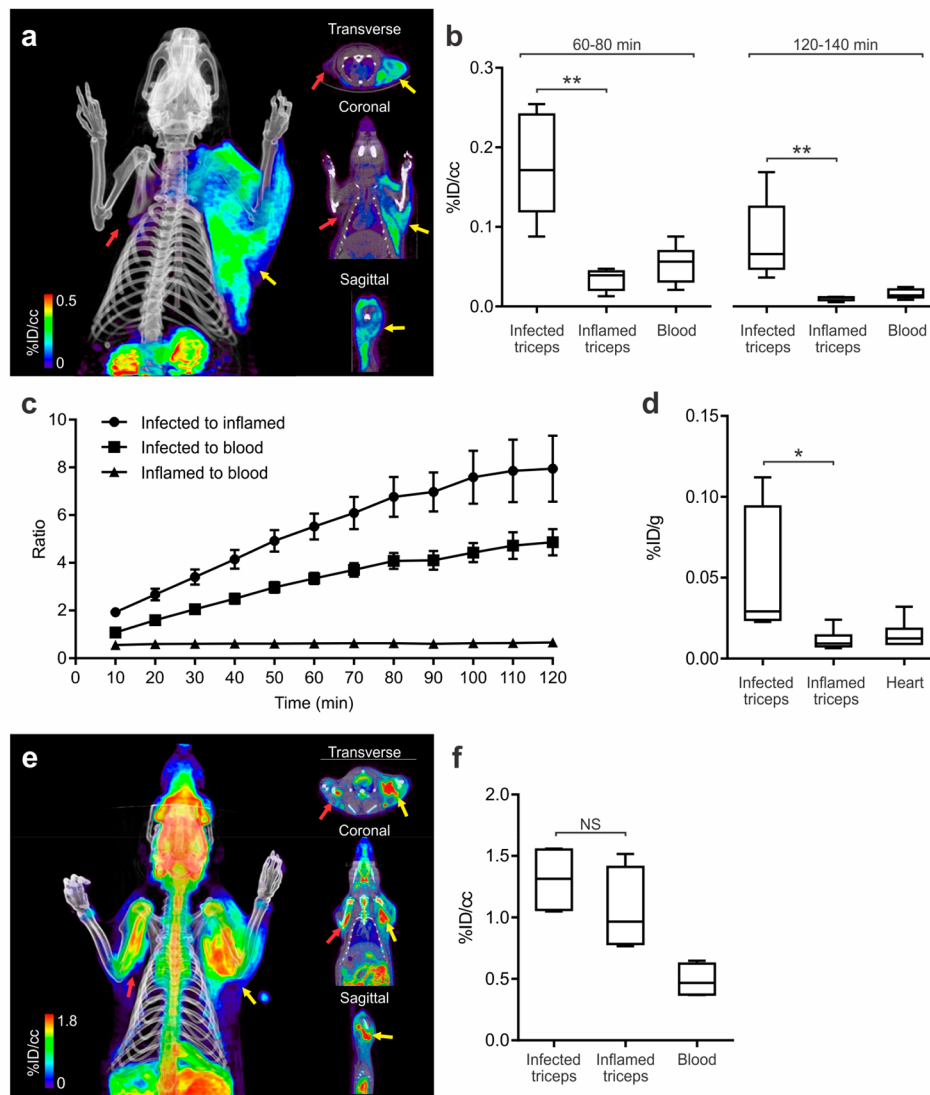 a
Transverse
Coronal
Sagittal
0.5
%ID/cc
0
b
60-80 min
120-140 min
0.3
0.2
0.1
0.0
%ID/cc
**
**
Infected
triceps
Inflamed
triceps
Blood
Infected
triceps
Inflamed
triceps
Blood
c
Infected to inflamed
Infected to blood
Inflamed to blood
10
8
6
4
2
0
Ratio
0 10 20 30 40 50 60 70 80 90 100 110 120
Time (min)
d
0.15
0.10
0.05
0.00
%ID/g
*
Infected
triceps
Inflamed
triceps
Heart
e
Transverse
Coronal
Sagittal
1.8
%ID/cc
0
f
2.0
1.5
1.0
0.5
0.0
%ID/cc
NS
Infected
triceps
Inflamed
triceps
Blood